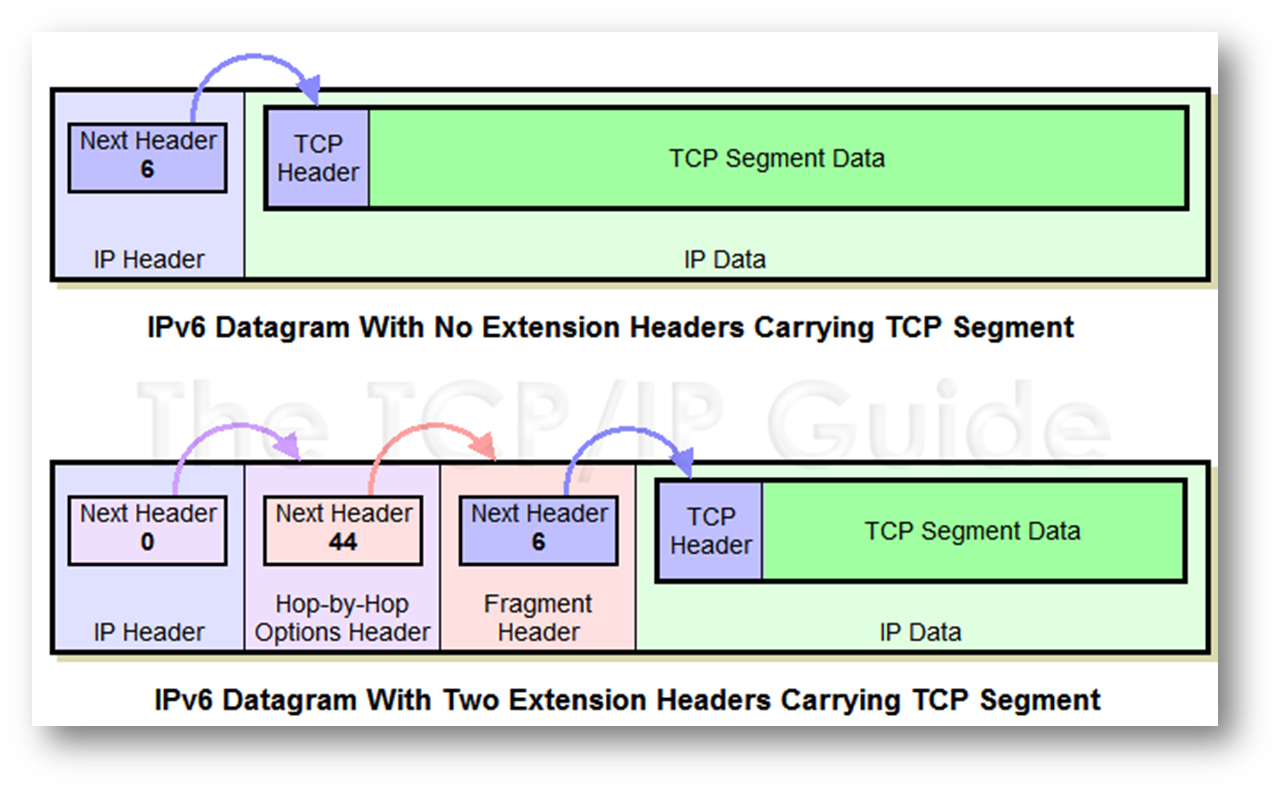 Next Header
6
TCP
Header
TCP Segment Data
IP Header
IP Data
IPv6 Datagram With No Extension Headers Carrying TCP Segment
The TCP/IP Guide
Next Header
0
Next Header
44
Next Header
6
TCP
Header
TCP Segment Data
IP Header
Hop-by-Hop
Options Header
Fragment
Header
IP Data
IPv6 Datagram With Two Extension Headers Carrying TCP Segment